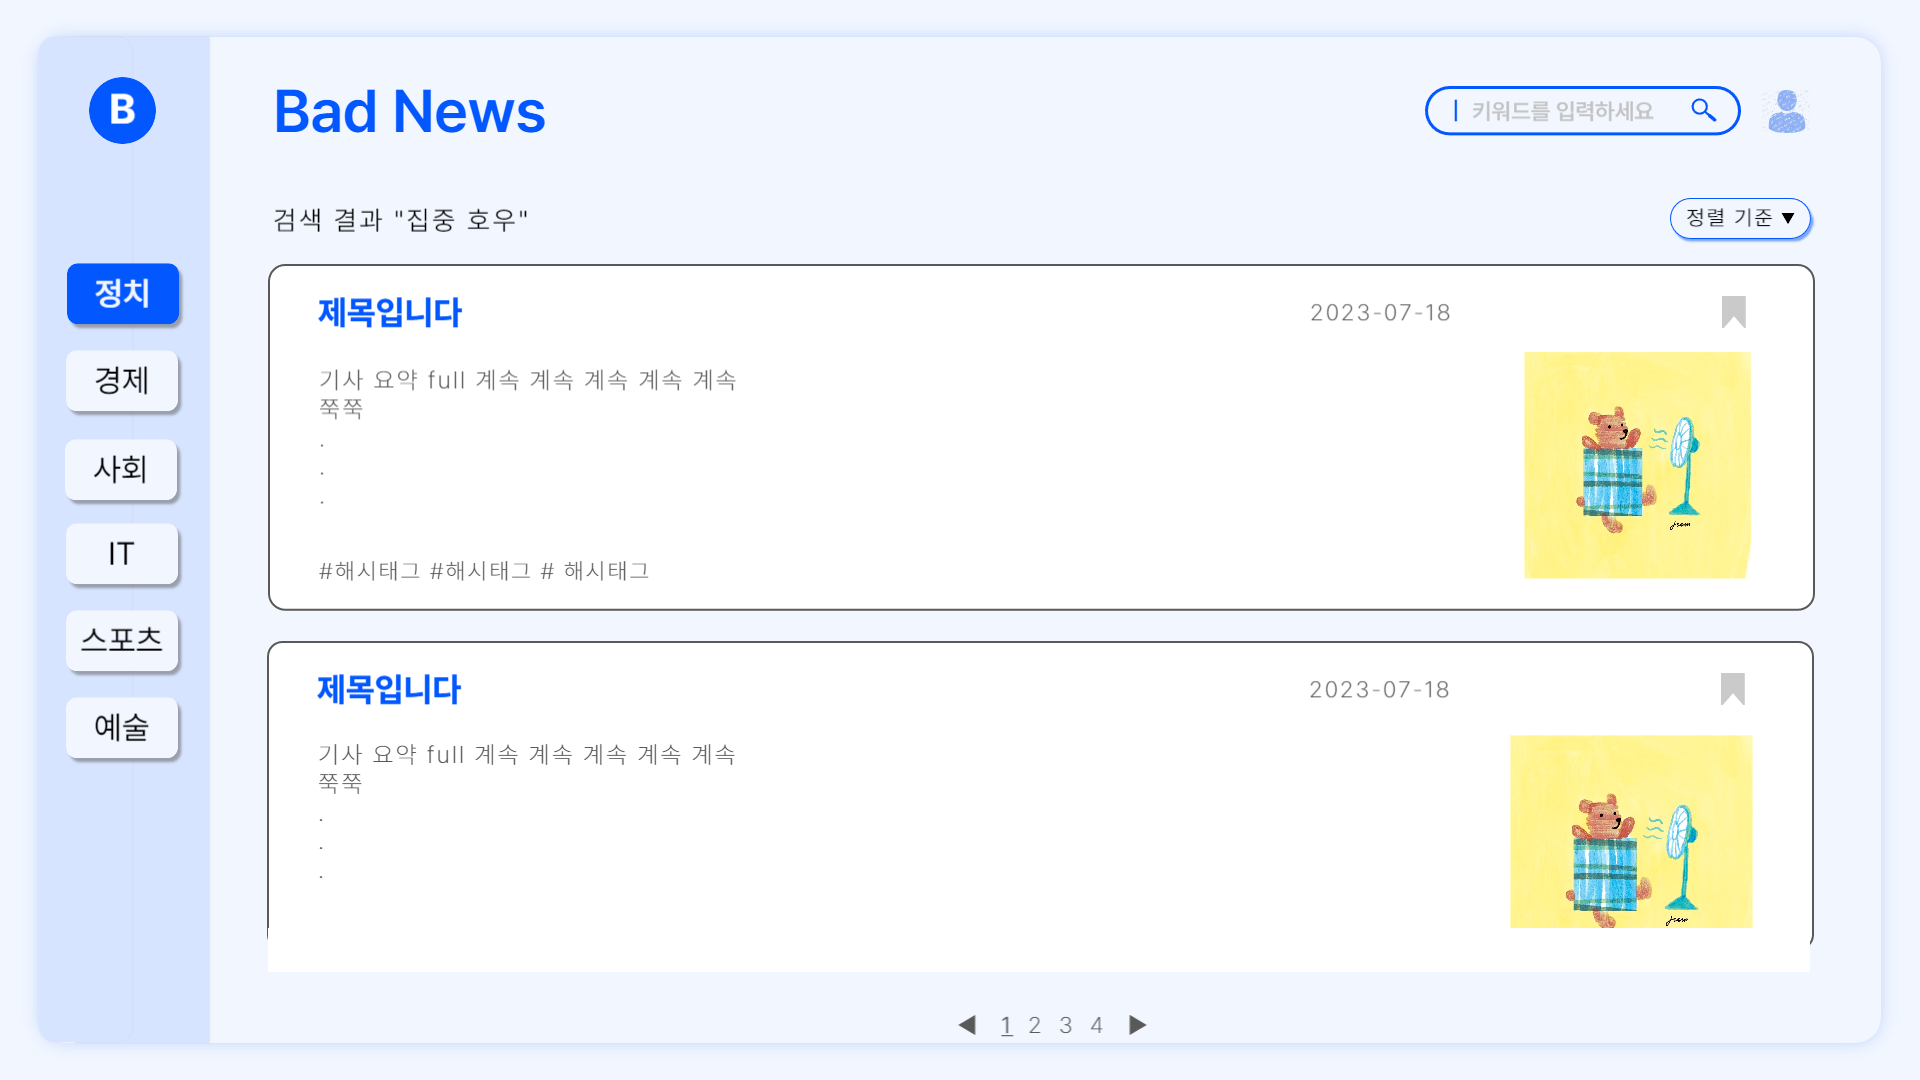 B
Bad News
키워드를 입력하세요
검색 결과 "집중 호우"
정렬 기준 ▼
정치
경제
사회
IT
스포츠
예술
제목입니다
2023-07-18
기사 요약 full 계속 계속 계속 계속 계속
쭉쭉
.
.
.
#해시태그 #해시태그 # 해시태그
jram
제목입니다
2023-07-18
기사 요약 full 계속 계속 계속 계속 계속
쭉쭉
.
.
.
◀ 1 2 3 4 ▶